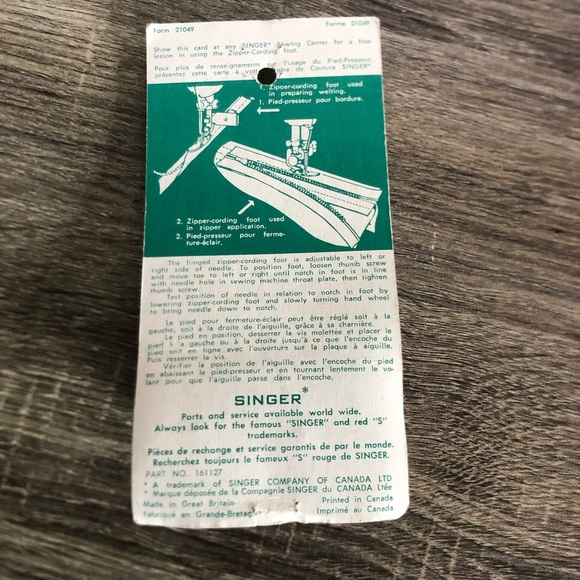 Form 21049
Forme 21049
Show this card at any SINGER* Sewing Center for a free
lesson in using the Zipper-Cording foot.
Pour plus de renseignements sur l'usage du Pied-Presseur,
présentez cette carte à votre Centre de Couture SINGER*.
1. Zipper-cording foot used
in preparing welting.
1. Pied-presseur pour bordure.
2. Zipper-cording foot used
in zipper application.
2. Pied-presseur pour ferme-
ture-éclair.
The hinged zipper-cording foot is adjustable to left or
right side of needle. To position foot, loosen thumb screw
and move toe to left or right until notch in foot is in line
with needle hole in sewing machine throat plate, then tighten
thumb screw.
Test position of needle in relation to notch in foot by
lowering zipper-cording foot and slowly turning hand wheel
to bring needle down to notch.
Le pied pour fermeture-éclair peut être réglé soit à la
gauche, soit à la droite de l'aiguille, grâce à sa charnière.
Le pied en position, desserrer la vis molettée et placer le
pied à la gauche ou à la droite jusqu'à ce que l'encoche du
pied soit en ligne avec l'ouverture sur la plaque à aiguille.
Puis resserrer la vis.
Vérifier la position de l'aiguille avec l'encoche du pied
en abaissant le pied-presseur et en tournant lentement le vo-
lant pour que l'aiguille passe dans l'encoche.
SINGER*
Parts and service available world wide.
Always look for the famous "SINGER" and red "S"
trademarks.
Pièces de rechange et service garantis de par le monde.
Recherchez toujours le fameux "S" rouge de SINGER.
PART NO. 161127
* A trademark of SINGER COMPANY OF CANADA LTD
* Marque déposée de la Compagnie SINGER du CANADA Ltée
Made in Great Britain
Printed in Canada
Fabriqué en Grande-Bretagne
Imprimé au Canada